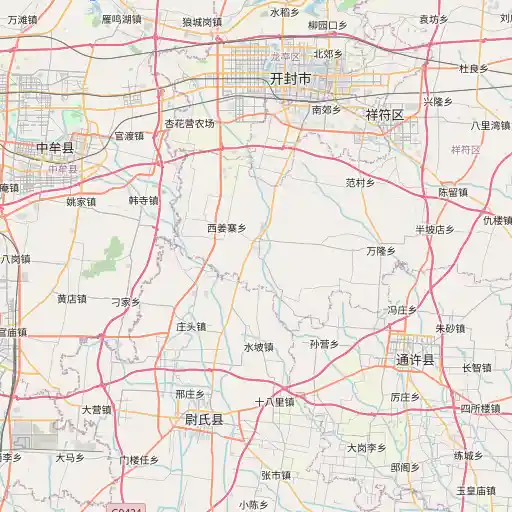 万滩镇
雁鸣湖镇
狼城岗镇
水稻乡
柳园口乡
袁坊乡
龙亭区
北郊乡
开封市
杜良乡
兴隆乡
南郊乡
祥符区
八里湾镇
杏花营农场
官渡镇
中牟县
中牟县
祥符区
范村乡
陈留镇
姚家镇
韩寺镇
仇楼镇
西姜寨乡
半坡店乡
万隆乡
八岗镇
黄店镇
刁家乡
冯庄乡
庄头镇
朱砂镇
水坡镇
孙营乡
通许县
长智镇
邢庄乡
十八里镇
厉庄乡
大营镇
尉氏县
四所楼镇
大岗李乡
练城乡
大马乡
门楼任乡
邸阁乡
张市镇
玉皇庙镇
小陈乡